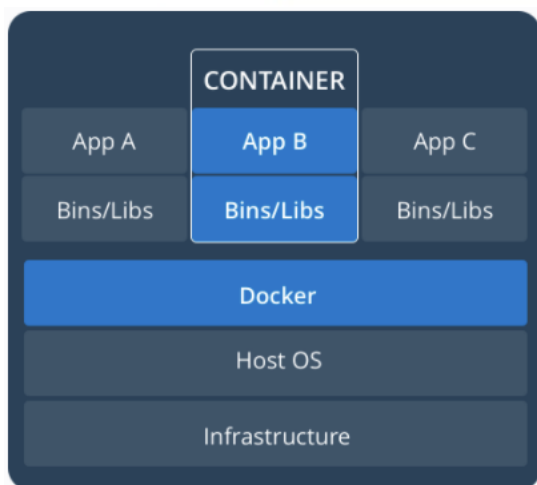 CONTAINER
App A App B App C
Bins/Libs Bins/Libs Bins/Libs
Docker
Host OS
Infrastructure